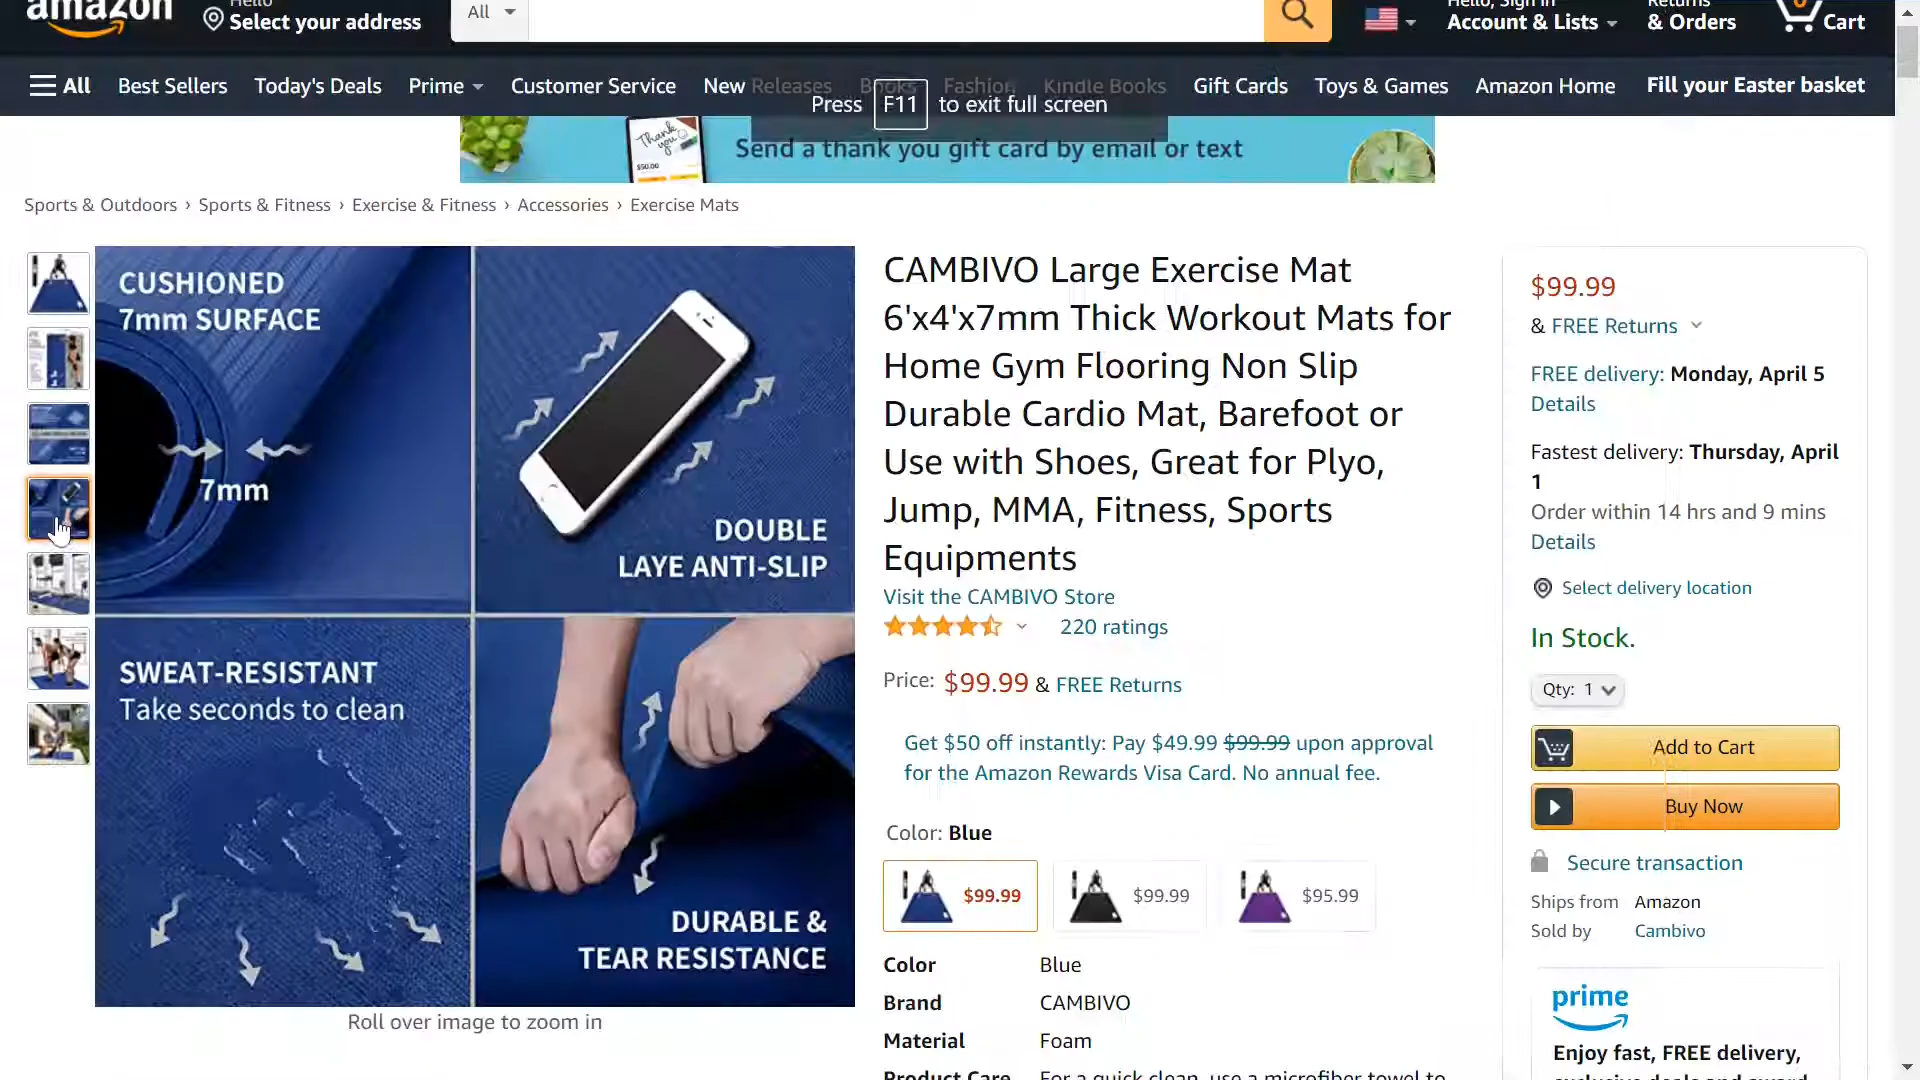 amazon
Hello
Select your address
All
Hello, Sign in
Account & Lists
Returns
& Orders
0
Cart
All
Best Sellers
Today's Deals
Prime
Customer Service
New Releases
Books
Fashion
Kindle Books
Gift Cards
Toys & Games
Amazon Home
Fill your Easter basket
Press F11 to exit full screen
Thank you
$50.00
Send a thank you gift card by email or text
Sports & Outdoors › Sports & Fitness › Exercise & Fitness › Accessories › Exercise Mats
CUSHIONED
7mm SURFACE
7mm
DOUBLE
LAYE ANTI-SLIP
SWEAT-RESISTANT
Take seconds to clean
DURABLE &
TEAR RESISTANCE
Roll over image to zoom in
CAMBIVO Large Exercise Mat
6'x4'x7mm Thick Workout Mats for
Home Gym Flooring Non Slip
Durable Cardio Mat, Barefoot or
Use with Shoes, Great for Plyo,
Jump, MMA, Fitness, Sports
Equipments
Visit the CAMBIVO Store
220 ratings
Price: $99.99 & FREE Returns
Get $50 off instantly: Pay $49.99 $99.99 upon approval
for the Amazon Rewards Visa Card. No annual fee.
Color: Blue
$99.99
$99.99
$95.99
Color Blue
Brand CAMBIVO
Material Foam
Product Care For a quick clean, use a microfiber towel to
$99.99
& FREE Returns
FREE delivery: Monday, April 5
Details
Fastest delivery: Thursday, April
1
Order within 14 hrs and 9 mins
Details
Select delivery location
In Stock.
Qty: 1
Add to Cart
Buy Now
Secure transaction
Ships from Amazon
Sold by Cambivo
prime
Enjoy fast, FREE delivery,
exclusive deals and award